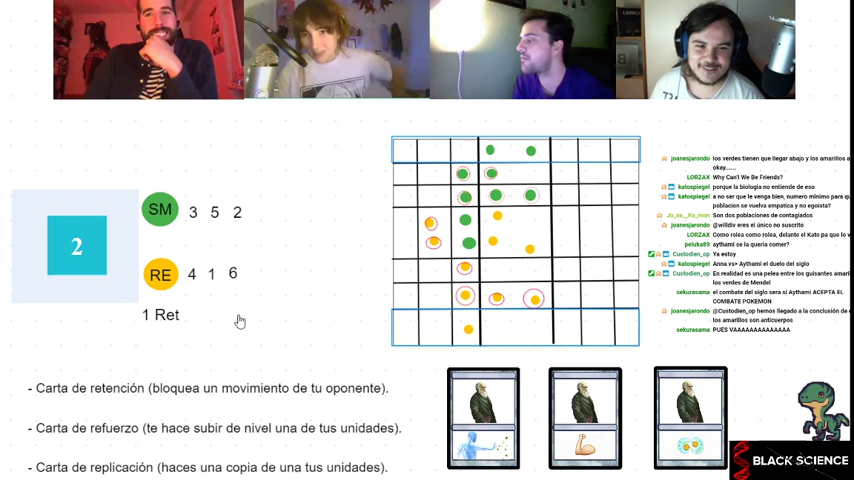 joanesjarondo los verdes tienen que llegar abajo y los amarillos a
okay......
LORZAX Why Can't We Be Friends?
katospiegel porque la biologia no entiende de eso
katospiegel a no ser que le venga bien, numero minimo para qu
poblacion se vuelva empatica y no egoista?
Jo_se__Ra_mon Son dos poblaciones de contagiados
joanesjarondo @willdiv eres el único no suscrito
LORZAX Como rolea como rolea, delante el Kato pa que lo v
peluka89 aythami se la queria comer?
Custodien_op Ya estoy
katospiegel Anna vs> Aythami el duelo del siglo
Custodien_op En realidad es una pelea entre los guisantes amaril
los verdes de Mendel
sekurasama el combate del siglo sera si Aythami ACEPTA EL
COMBATE POKEMON
joanesjarondo @Custodien_op hemos llegado a la conclusión de
los amarillos son anticuerpos
sekurasama PUES VAAAAAAAAAAAAA
2
SM 3 5 2
RE 4 1 6
1 Ret
- Carta de retención (bloquea un movimiento de tu oponente).
- Carta de refuerzo (te hace subir de nivel una de tus unidades).
- Carta de replicación (haces una copia de una tus unidades).
BLACK SCIENCE